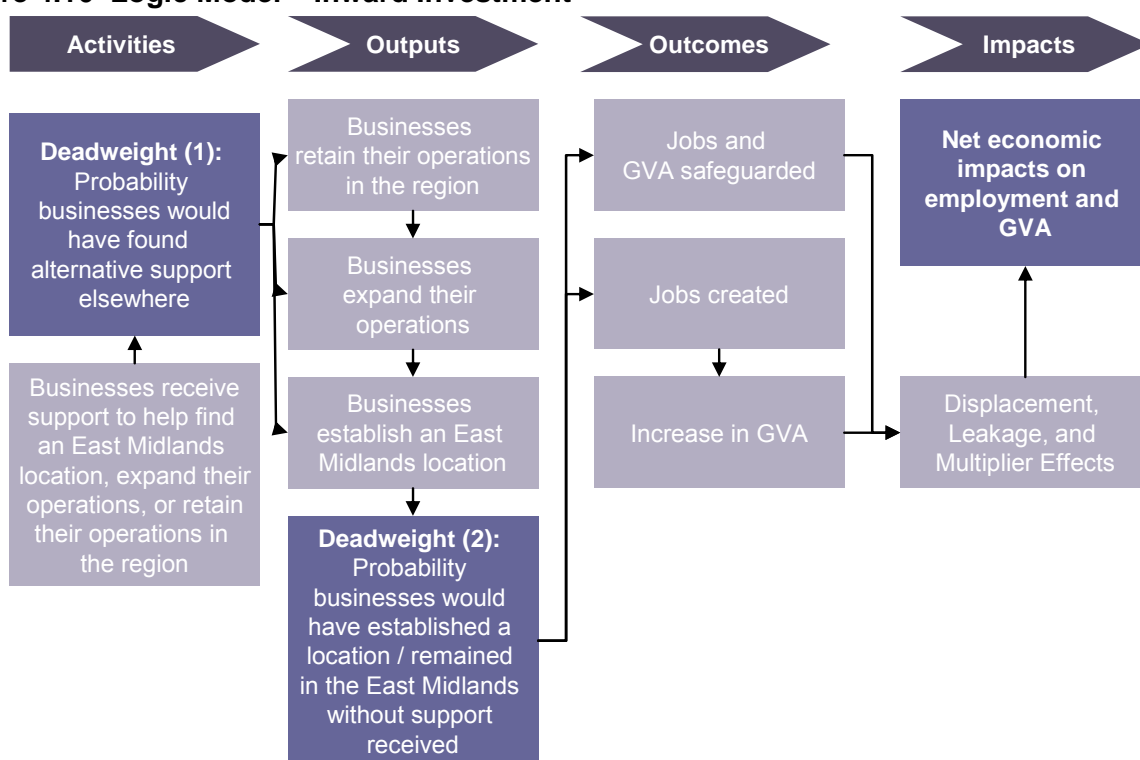 Logic Model – Inward Investment
Activities
Outputs
Outcomes
Impacts
Deadweight (1):
Probability
businesses would
have found
alternative support
elsewhere
Businesses receive
support to help find
an East Midlands
location, expand their
operations, or retain
their operations in
the region
Businesses
retain their operations
in the region
Businesses
expand their
operations
Businesses
establish an East
Midlands location
Deadweight (2):
Probability
businesses would
have established a
location / remained
in the East Midlands
without support
received
Jobs and
GVA safeguarded
Jobs created
Increase in GVA
Net economic
impacts on
employment and
GVA
Displacement,
Leakage, and
Multiplier Effects